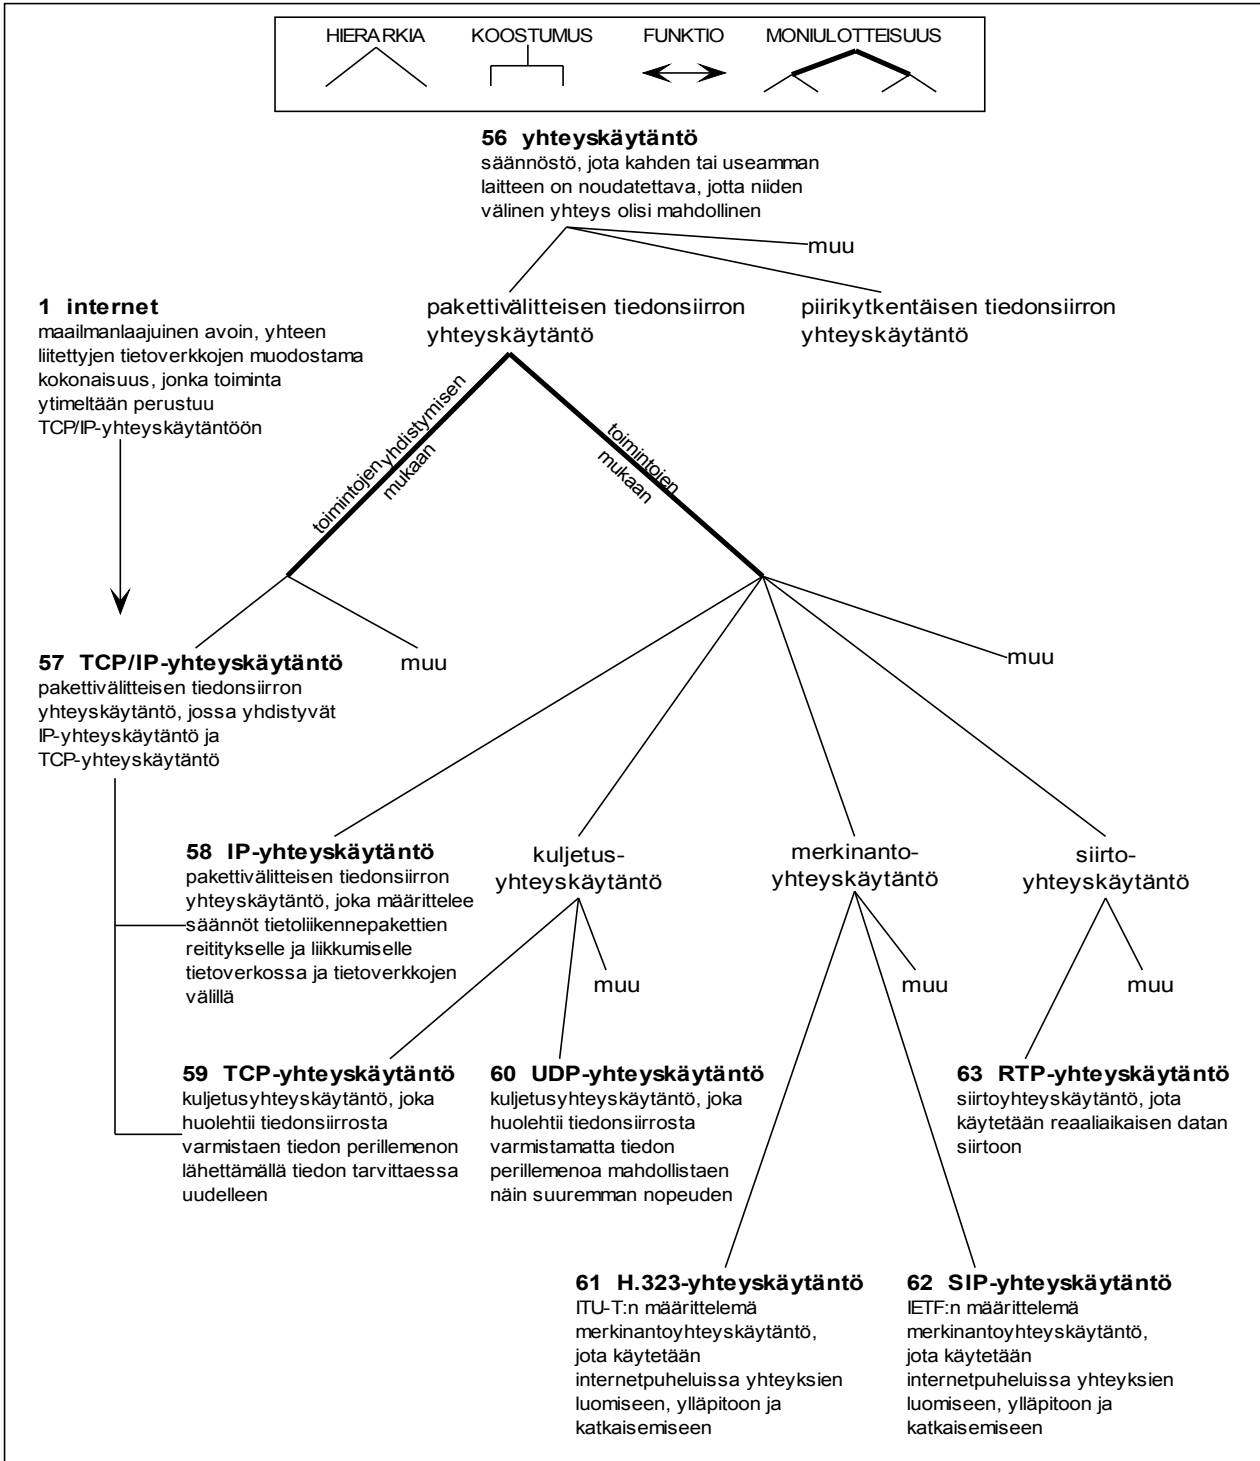 HIERARKIA KOOSTUMUS FUNKTIO MONIULOTTEISUUS
56 yhteyskäytäntö
säännöstö, jota kahden tai useamman
laitteen on noudatettava, jotta niiden
välinen yhteys olisi mahdollinen
muu
1 internet
maailmanlaajuinen avoin, yhteen
liitettyjen tietoverkkojen muodostama
kokonaisuus, jonka toiminta
ytimeltään perustuu
TCP/IP-yhteyskäytäntöön
pakettivälitteisen tiedonsiirron
yhteyskäytäntö
piirikytkentäisen tiedonsiirron
yhteyskäytäntö
toimintojen yhdistymisen
mukaan
toimintojen
mukaan
57 TCP/IP-yhteyskäytäntö
pakettivälitteisen tiedonsiirron
yhteyskäytäntö, jossa yhdistyvät
IP-yhteyskäytäntö ja
TCP-yhteyskäytäntö
muu
muu
58 IP-yhteyskäytäntö
pakettivälitteisen tiedonsiirron
yhteyskäytäntö, joka määrittelee
säännöt tietoliikennepakettien
reititykselle ja liikkumiselle
tietoverkossa ja tietoverkkojen
välillä
kuljetus-
yhteyskäytäntö
merkinanto-
yhteyskäytäntö
siirto-
yhteyskäytäntö
muu
muu
muu
59 TCP-yhteyskäytäntö
kuljetusyhteyskäytäntö, joka
huolehtii tiedonsiirrosta
varmistaen tiedon perillemenon
lähettämällä tiedon tarvittaessa
uudelleen
60 UDP-yhteyskäytäntö
kuljetusyhteyskäytäntö, joka
huolehtii tiedonsiirrosta
varmistamatta tiedon
perillemenoa mahdollistaen
näin suuremman nopeuden
63 RTP-yhteyskäytäntö
siirtoyhteyskäytäntö, jota
käytetään reaaliaikaisen datan
siirtoon
61 H.323-yhteyskäytäntö
ITU-T:n määrittelemä
merkinantoyhteyskäytäntö,
jota käytetään
internetpuheluissa yhteyksien
luomiseen, ylläpitoon ja
katkaisemiseen
62 SIP-yhteyskäytäntö
IETF:n määrittelemä
merkinantoyhteyskäytäntö,
jota käytetään
internetpuheluissa yhteyksien
luomiseen, ylläpitoon ja
katkaisemiseen